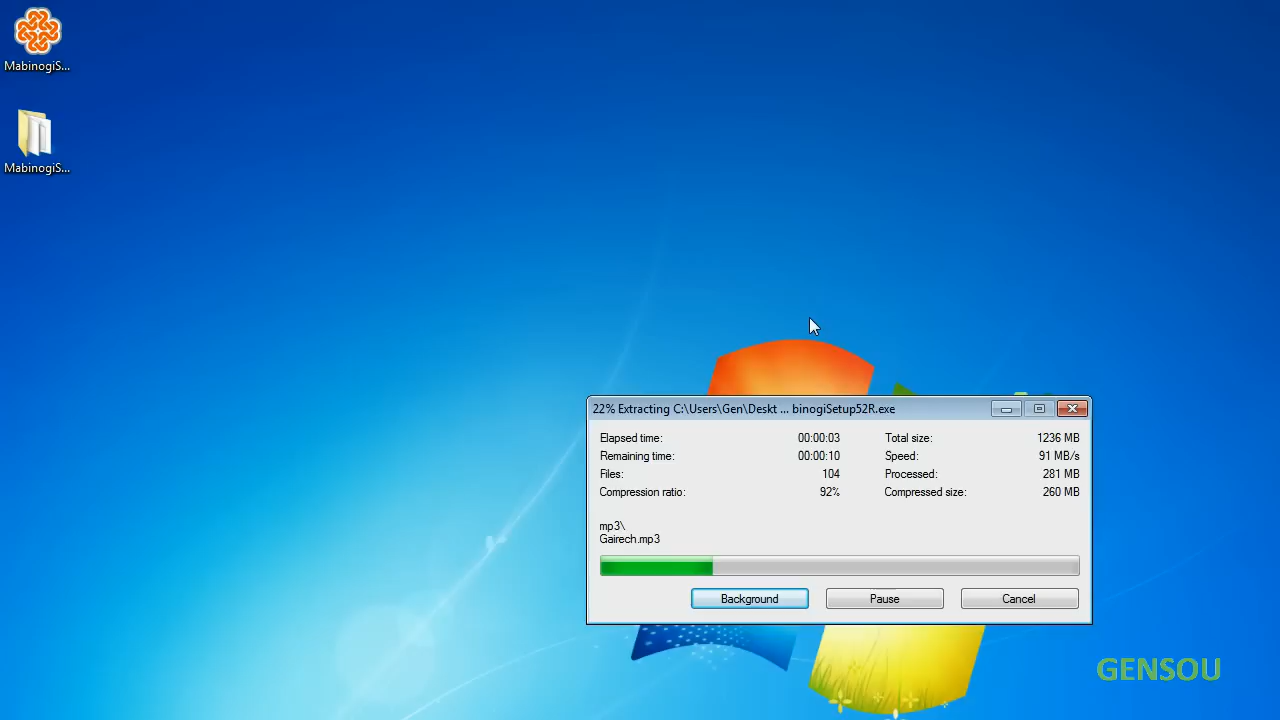 MabinogiS...
MabinogiS...
22% Extracting C:\Users\Gen\Deskt ... binogiSetup52R.exe
Elapsed time: 00:00:03 Total size: 1236 MB
Remaining time: 00:00:10 Speed: 91 MB/s
Files: 104 Processed: 281 MB
Compression ratio: 92% Compressed size: 260 MB
mp3\
Gairech.mp3
Background Pause Cancel
GENSOU